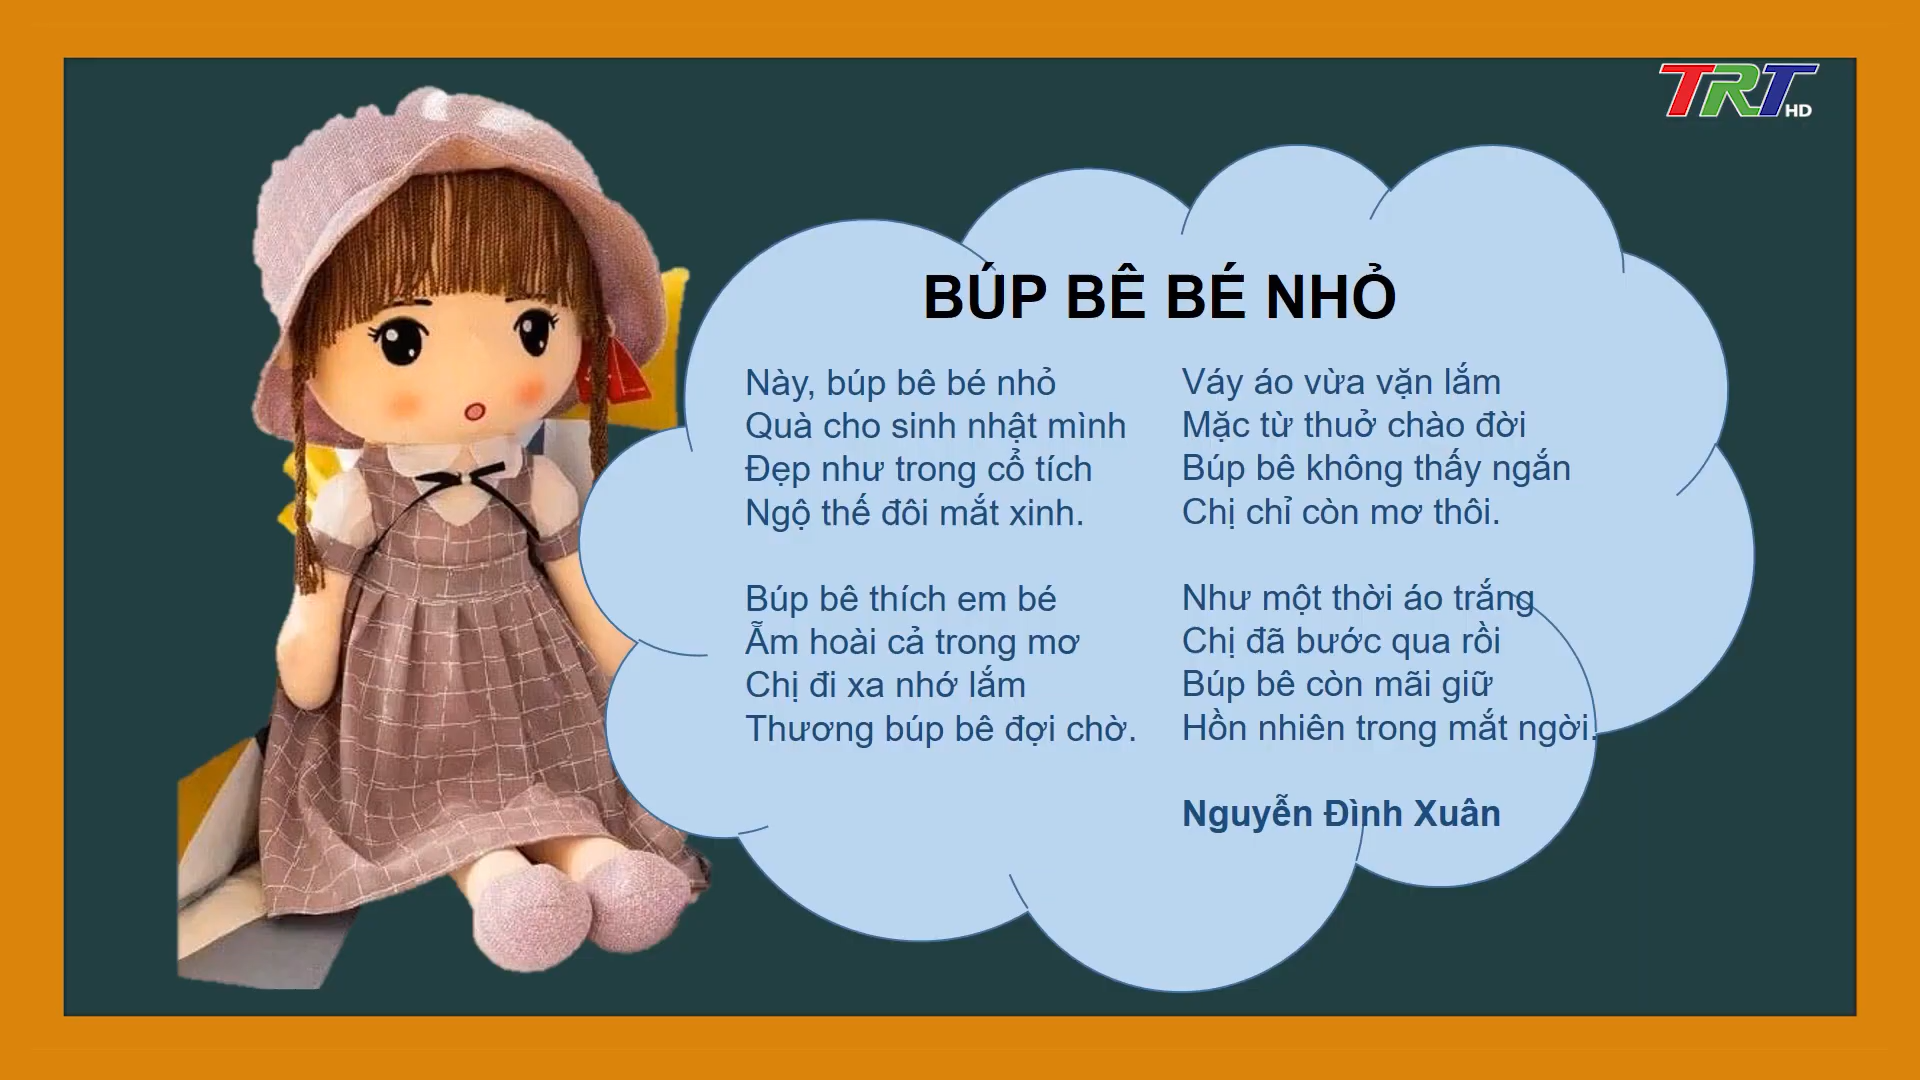 TRT HD
BÚP BÊ BÉ NHỎ
Này, búp bê bé nhỏ
Quà cho sinh nhật mình
Đẹp như trong cổ tích
Ngộ thế đôi mắt xinh.
Búp bê thích em bé
Ẵm hoài cả trong mơ
Chị đi xa nhớ lắm
Thương búp bê đợi chờ.
Váy áo vừa vặn lắm
Mặc từ thuở chào đời
Búp bê không thấy ngắn
Chị chỉ còn mơ thôi.
Như một thời áo trắng
Chị đã bước qua rồi
Búp bê còn mãi giữ
Hồn nhiên trong mắt ngời.
Nguyễn Đình Xuân